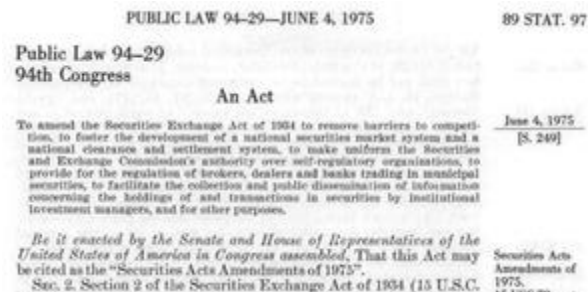 PUBLIC LAW 94-29—JUNE 4, 1975
89 STAT. 97
Public Law 94-29
94th Congress
An Act
To amend the Securities Exchange Act of 1934 to remove barriers to competi-
tion, to foster the development of a national securities market system and a
national clearance and settlement system, to make uniform the Securities
and Exchange Commission's authority over self-regulatory organizations, to
provide for the regulation of brokers, dealers and banks trading in municipal
securities, to facilitate the collection and public dissemination of information
concerning the holdings of and transactions in securities by institutional
investment managers, and for other purposes.
June 4, 1975
[S. 249]
Be it enacted by the Senate and House of Representatives of the
United States of America in Congress assembled, That this Act may
be cited as the "Securities Acts Amendments of 1975".
Securities Acts
Amendments of
1975.
SEC. 2. Section 2 of the Securities Exchange Act of 1934 (15 U.S.C.